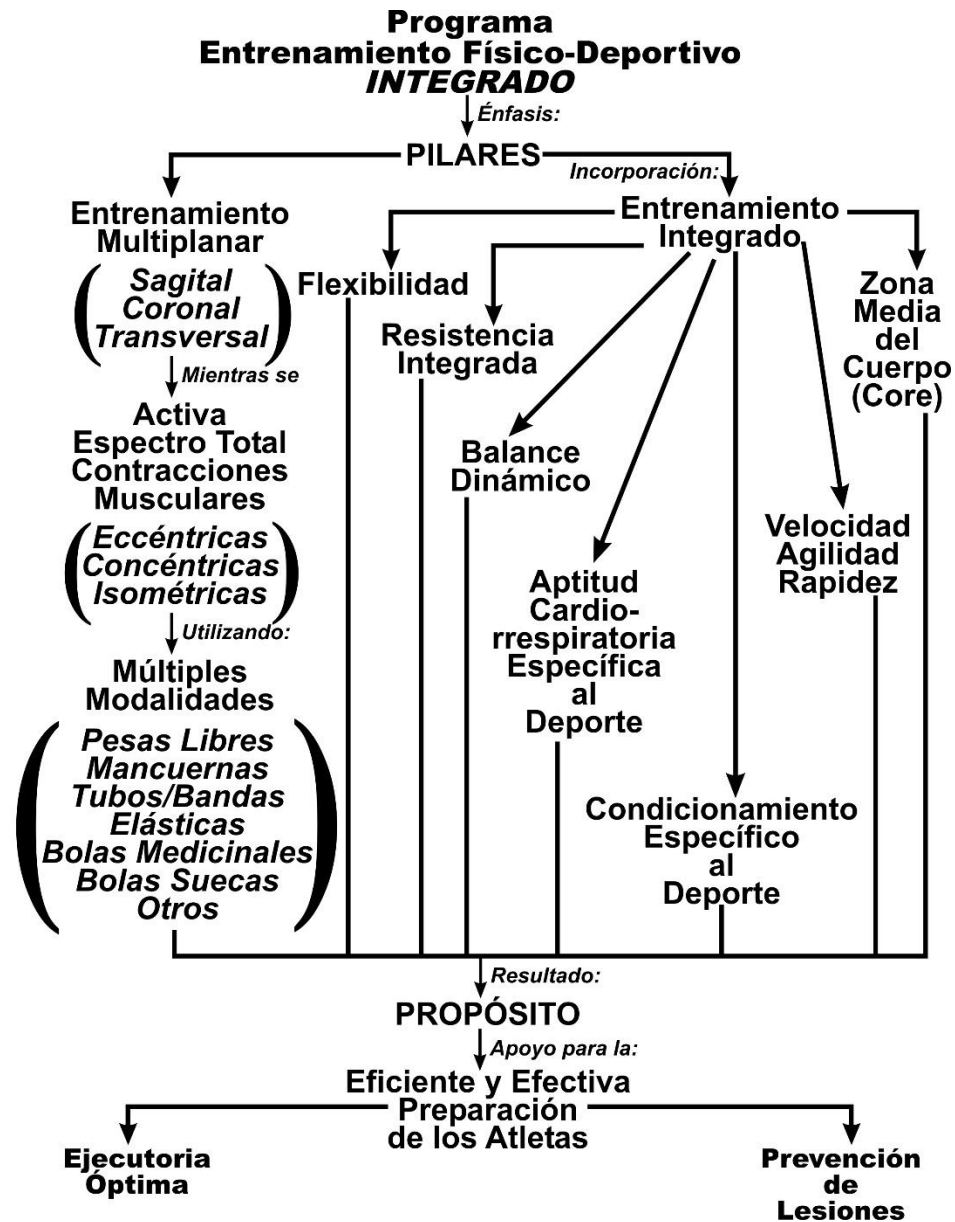 Programa
Entrenamiento Físico-Deportivo
INTEGRADO
Énfasis:
PILARES
Incorporación:
Entrenamiento
Multiplanar
(Sagital
Coronal
Transversal)
Mientras se
Activa
Espectro Total
Contracciones
Musculares
(Eccéntricas
Concéntricas
Isométricas)
Utilizando:
Múltiples
Modalidades
(Pesas Libres
Mancuernas
Tubos/Bandas
Elásticas
Bolas Medicinales
Bolas Suecas
Otros)
Entrenamiento
Integrado
Flexibilidad
Resistencia
Integrada
Balance
Dinámico
Aptitud
Cardio-
rrespiratoria
Específica
al
Deporte
Condicionamiento
Específico
al
Deporte
Velocidad
Agilidad
Rapidez
Zona
Media
del
Cuerpo
(Core)
Resultado:
PROPÓSITO
Apoyo para la:
Eficiente y Efectiva
Preparación
de los Atletas
Ejecutoria
Óptima
Prevención
de
Lesiones